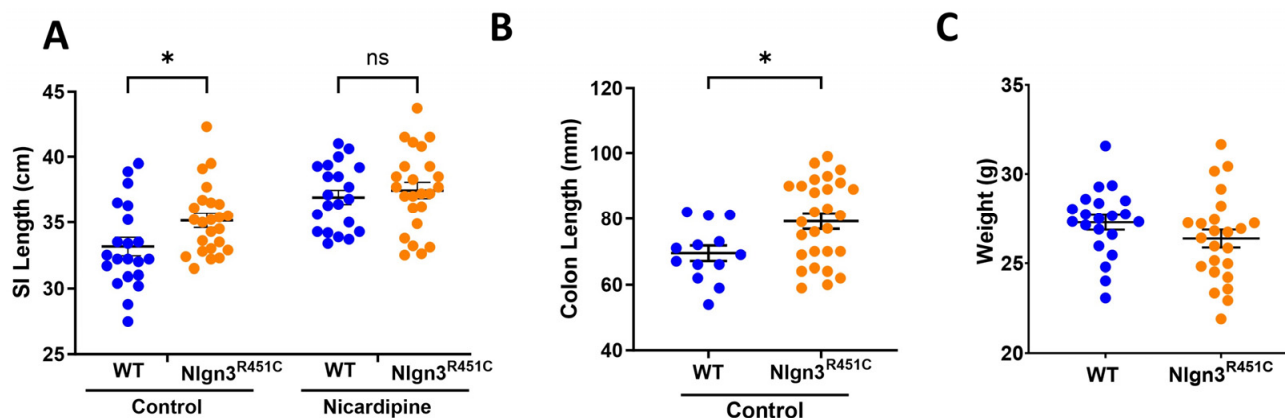 A
B
C
*
ns
*
SI Length (cm)
45
40
35
30
25
WT
Nlgn3R451C
WT
Nlgn3R451C
Control
Nicardipine
Colon Length (mm)
120
100
80
60
40
WT
Nlgn3R451C
Control
Weight (g)
35
30
25
20
WT
Nlgn3R451C